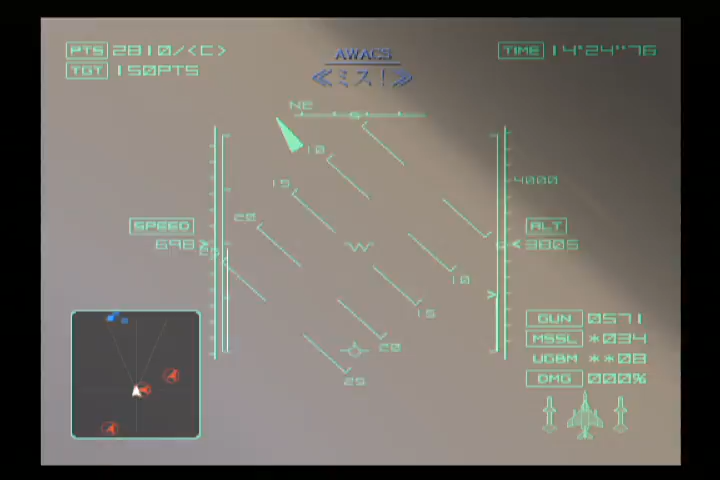 PTS 2810/<C>
TGT 150PTS
AWACS
≪ミス!≫
TIME 14'24"76
NE
10
15
20
10
15
20
25
4000
SPEED
698
ALT
3805
GUN 0571
MSSL *034
UGBM **08
DMG 000%